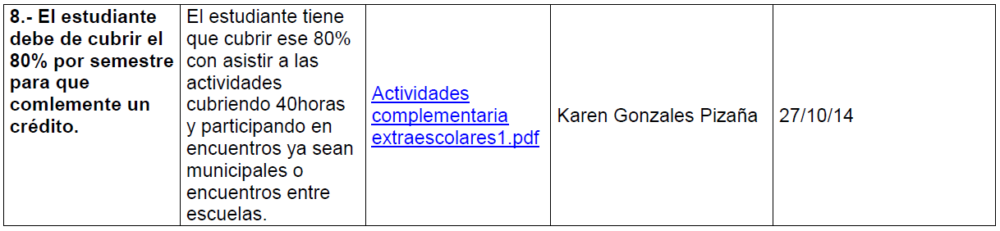 8.- El estudiante
debe de cubrir el
80% por semestre
para que
comlemente un
crédito.
El estudiante tiene
que cubrir ese 80%
con asistir a las
actividades
cubriendo 40horas
y participando en
encuentros ya sean
municipales o
encuentros entre
escuelas.
Actividades
complementaria
extraescolares1.pdf
Karen Gonzales Pizaña
27/10/14